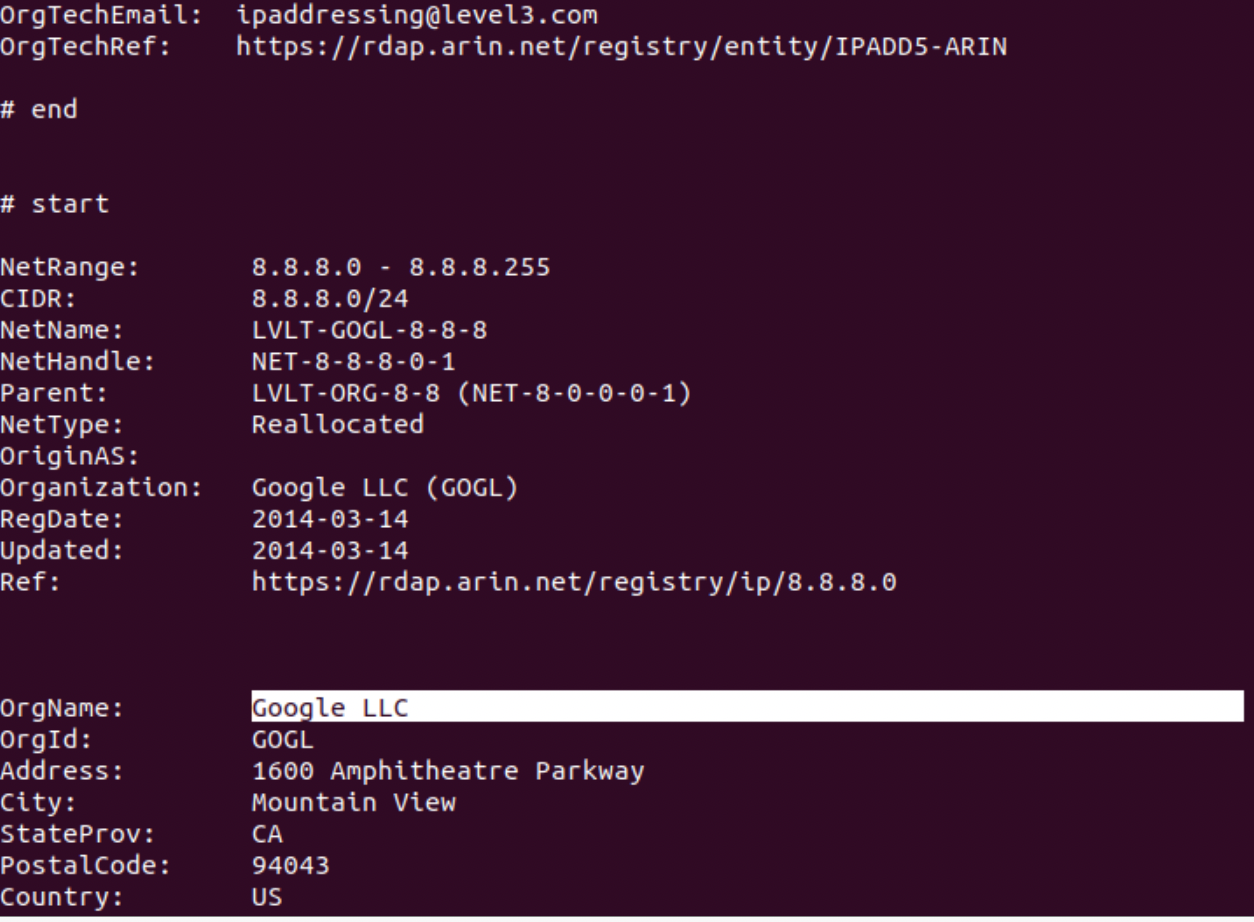 OrgTechEmail: ipaddressing@level3.com
OrgTechRef: https://rdap.arin.net/registry/entity/IPADD5-ARIN
# end
# start
NetRange: 8.8.8.0 - 8.8.8.255
CIDR: 8.8.8.0/24
NetName: LVLT-GOGL-8-8-8
NetHandle: NET-8-8-8-0-1
Parent: LVLT-ORG-8-8 (NET-8-0-0-0-1)
NetType: Reallocated
OriginAS:
Organization: Google LLC (GOGL)
RegDate: 2014-03-14
Updated: 2014-03-14
Ref: https://rdap.arin.net/registry/ip/8.8.8.0
OrgName: Google LLC
OrgId: GOGL
Address: 1600 Amphitheatre Parkway
City: Mountain View
StateProv: CA
PostalCode: 94043
Country: US